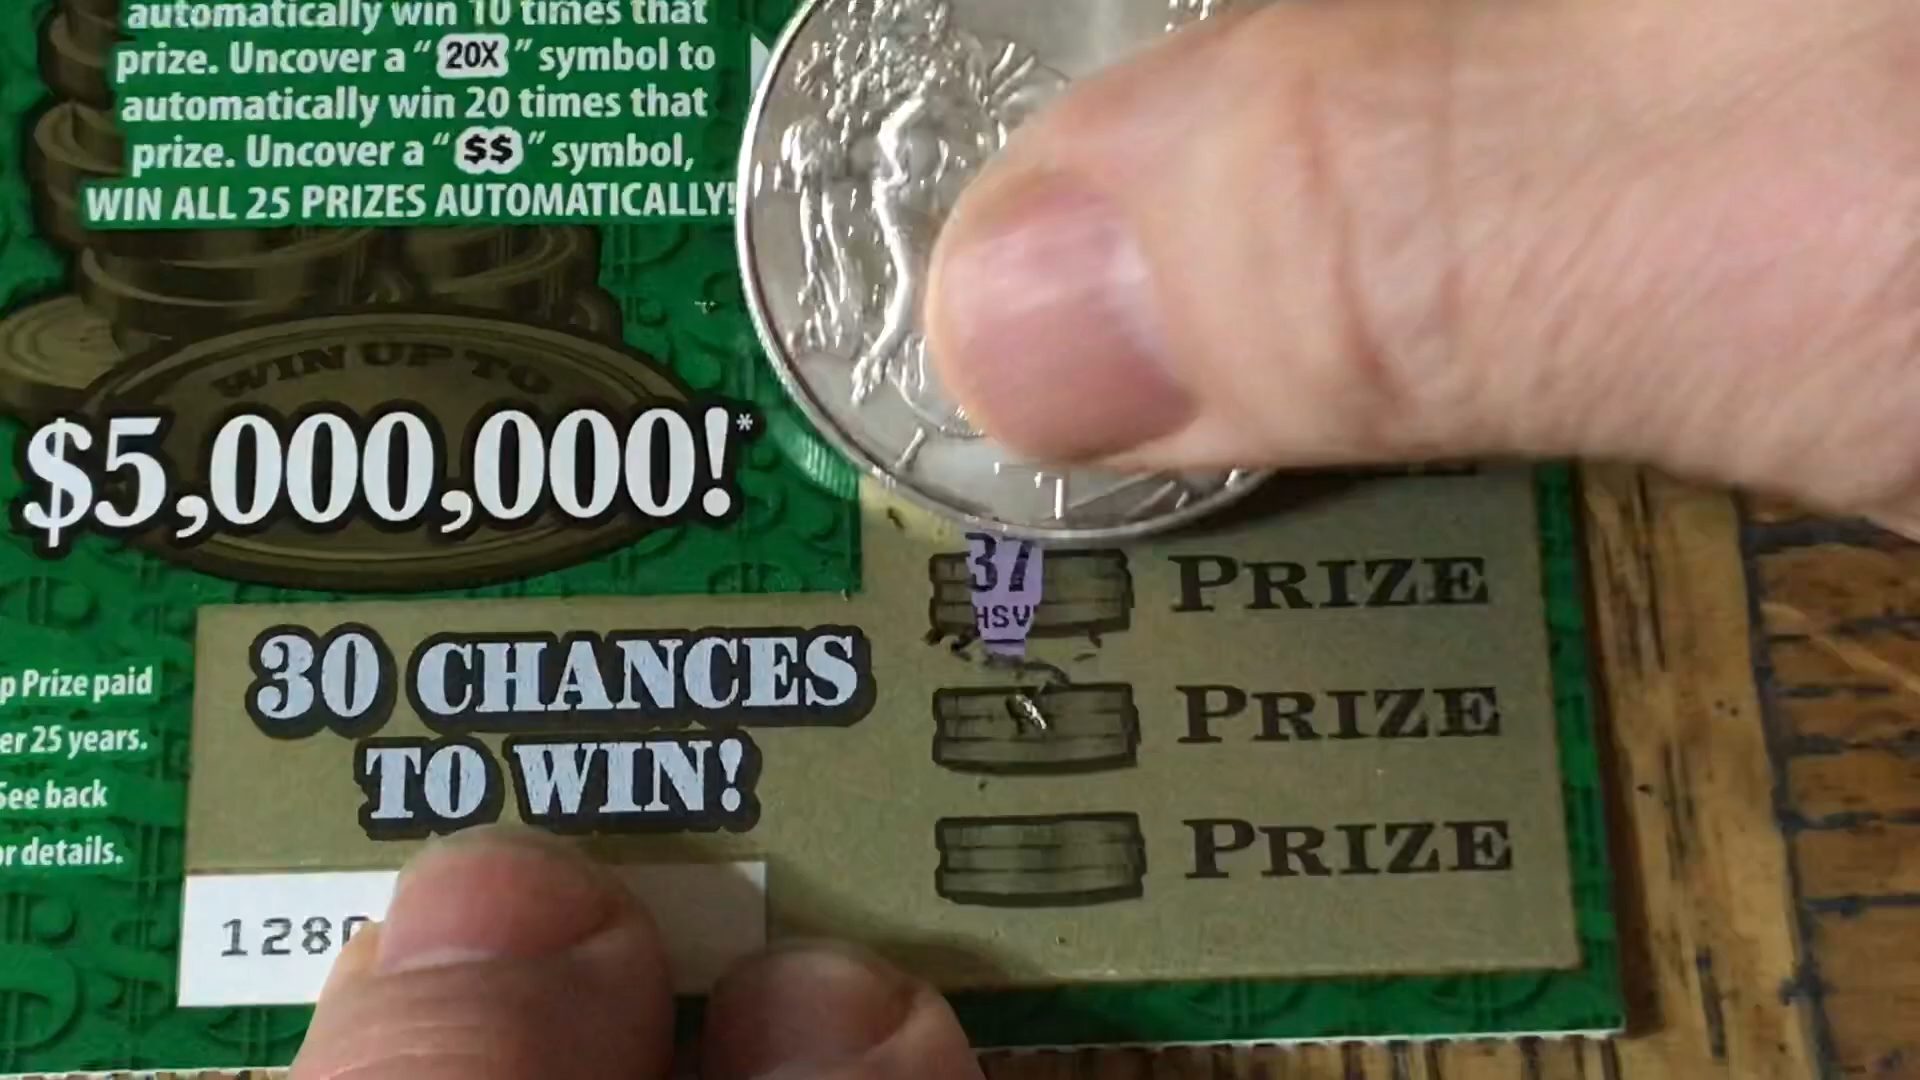 automatically win 10 times that
prize. Uncover a "20X" symbol to
automatically win 20 times that
prize. Uncover a "$$" symbol,
WIN ALL 25 PRIZES AUTOMATICALLY!
WIN UP TO
$5,000,000!*
37
HSV
PRIZE
30 CHANCES
TO WIN!
PRIZE
PRIZE
p Prize paid
er 25 years.
See back
or details.
1280